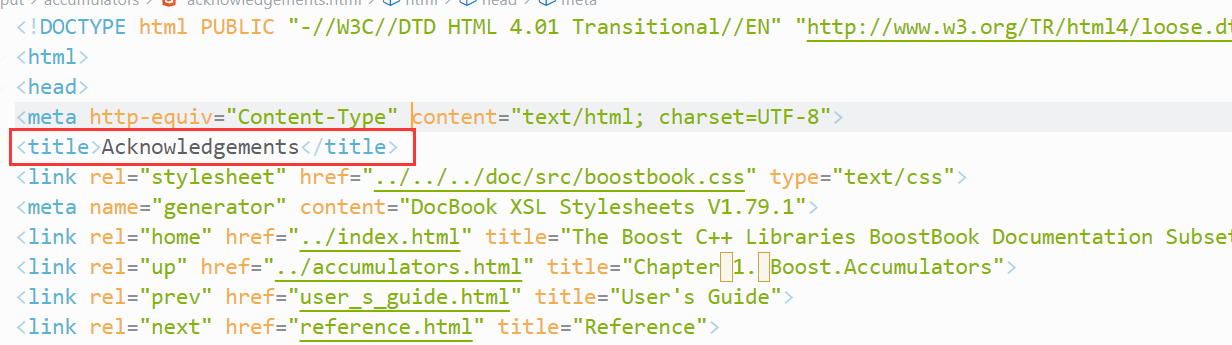 put > accumulators > acknowledgements.html > html > head > meta
<!DOCTYPE html PUBLIC "-//W3C//DTD HTML 4.01 Transitional//EN" "http://www.w3.org/TR/html4/loose.dt
<html>
<head>
<meta http-equiv="Content-Type" content="text/html; charset=UTF-8">
<title>Acknowledgements</title>
<link rel="stylesheet" href="../../../doc/src/boostbook.css" type="text/css">
<meta name="generator" content="DocBook XSL Stylesheets V1.79.1">
<link rel="home" href="../index.html" title="The Boost C++ Libraries BoostBook Documentation Subset
<link rel="up" href="../accumulators.html" title="Chapter 1. Boost.Accumulators">
<link rel="prev" href="user_s_guide.html" title="User's Guide">
<link rel="next" href="reference.html" title="Reference">